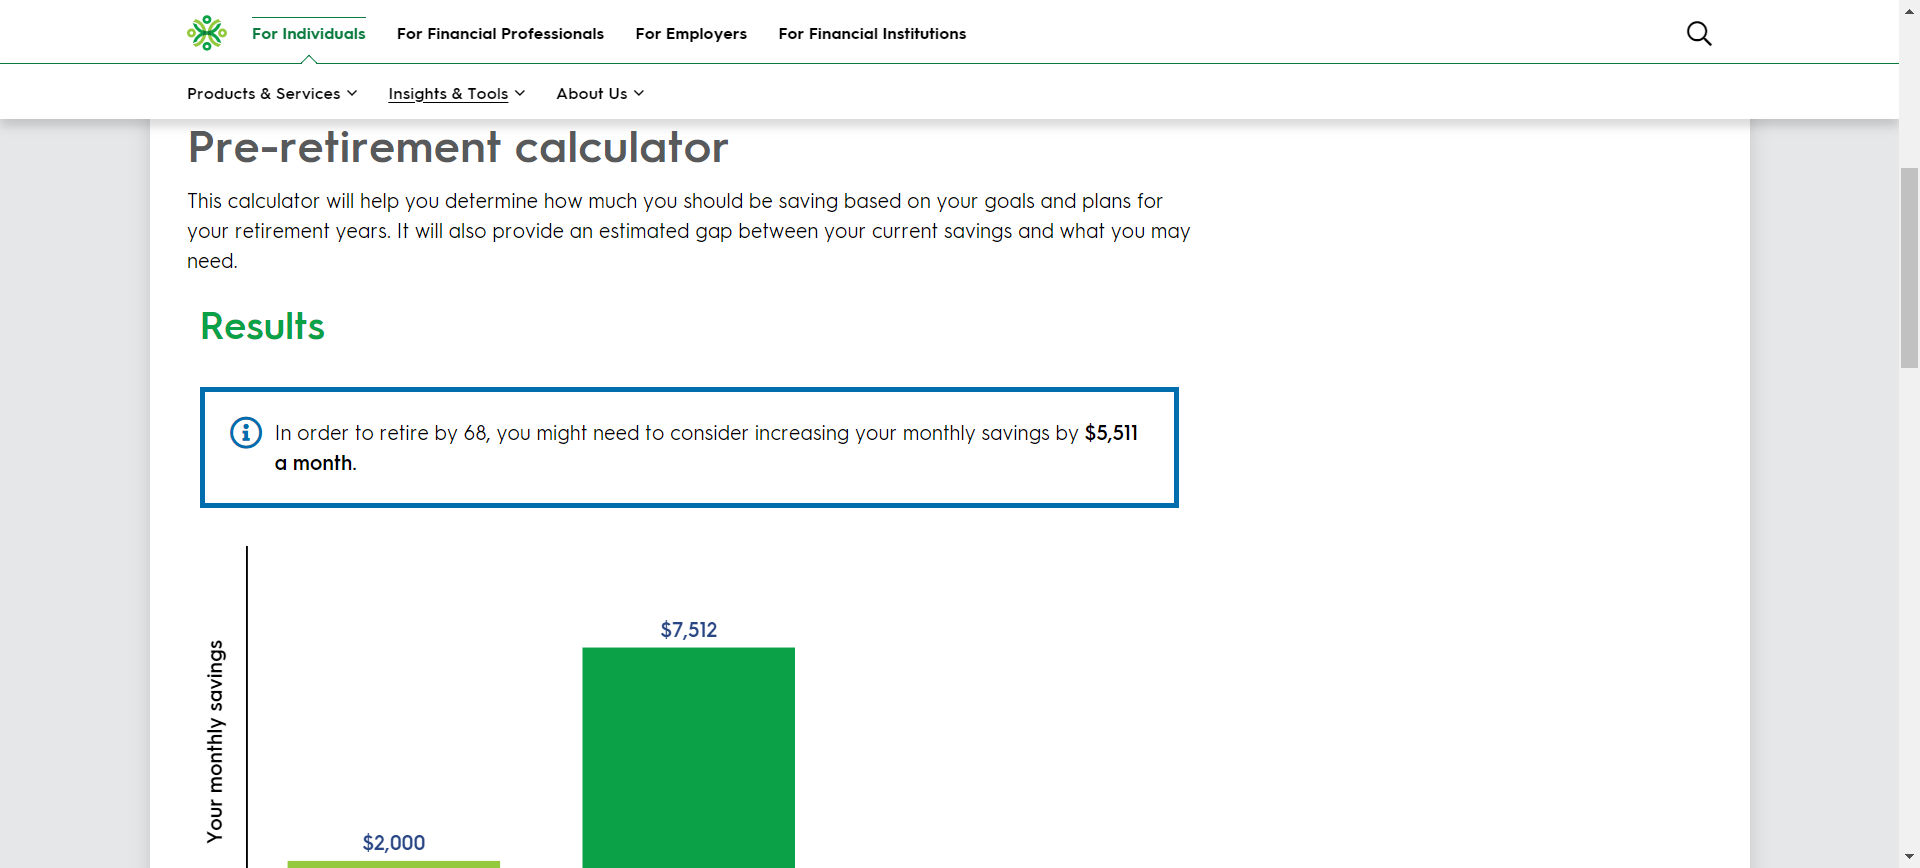 For Individuals
For Financial Professionals
For Employers
For Financial Institutions
Products & Services
Insights & Tools
About Us
Pre-retirement calculator
This calculator will help you determine how much you should be saving based on your goals and plans for
your retirement years. It will also provide an estimated gap between your current savings and what you may
need.
Results
In order to retire by 68, you might need to consider increasing your monthly savings by $5,511
a month.
Your monthly savings
$7,512
$2,000